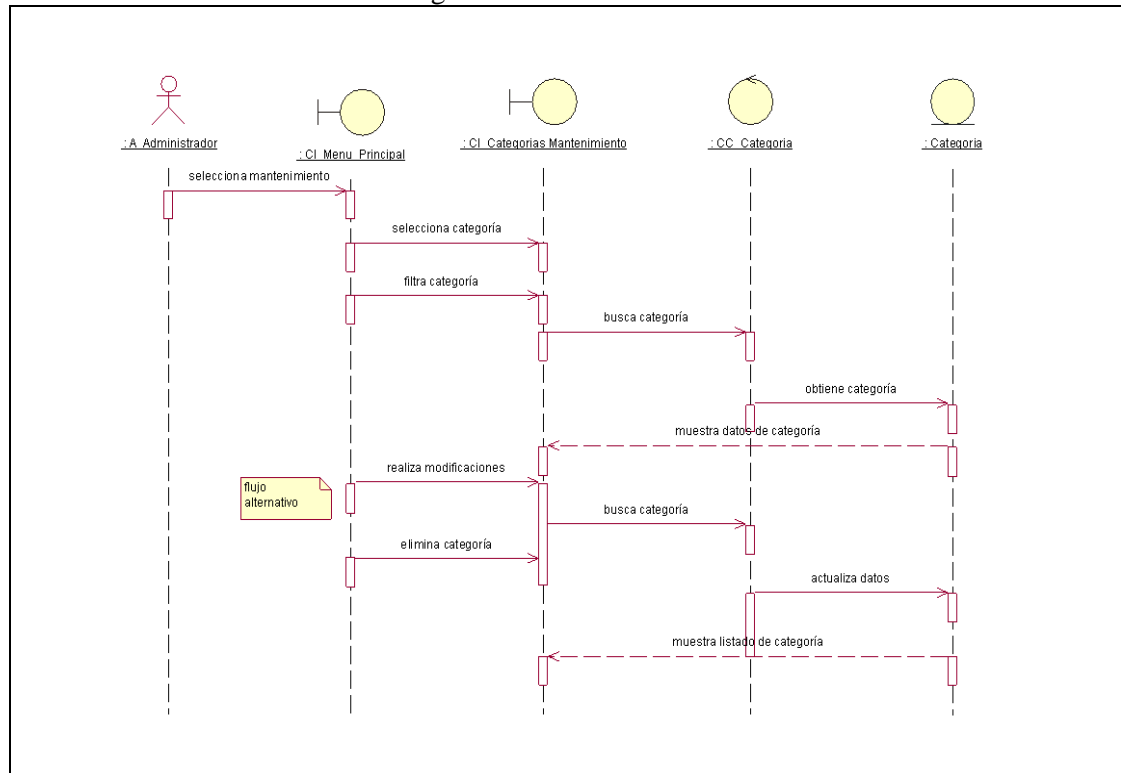 : A_Administrador
: CI_Menu_Principal
: CI_Categorias Mantenimiento
: CC_Categoria
: Categoria
selecciona mantenimiento
selecciona categoría
filtra categoría
busca categoría
obtiene categoría
muestra datos de categoría
realiza modificaciones
flujo
alternativo
busca categoría
elimina categoría
actualiza datos
muestra listado de categoría